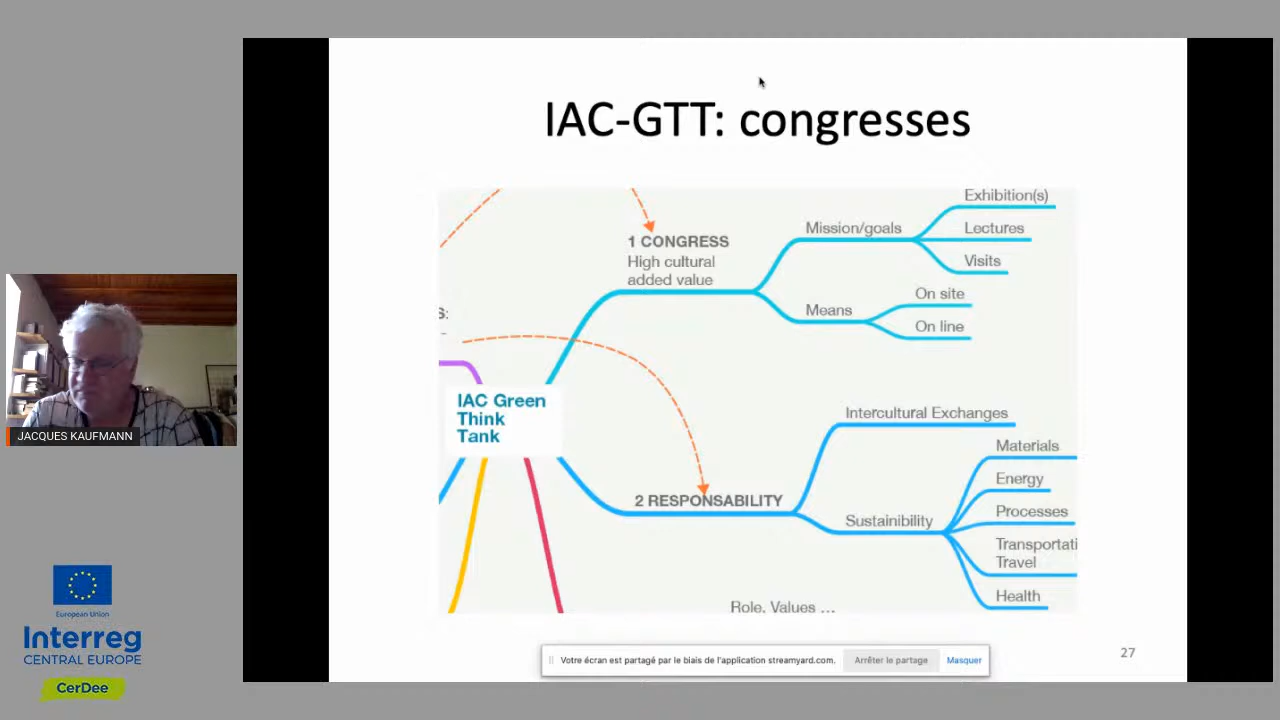 IAC-GTT: congresses
Exhibition(s)
1 CONGRESS
Mission/goals
Lectures
High cultural
added value
Visits
On site
Means
On line
S:
IAC Green
Think
Tank
Intercultural Exchanges
Materials
Energy
2 RESPONSABILITY
Processes
Sustainibility
Transportati
Travel
Health
Role, Values ...
JACQUES KAUFMANN
European Union
Interreg
CENTRAL EUROPE
CerDee
Votre écran est partagé par le biais de l'application streamyard.com.
Arrêter le partage
Masquer
27